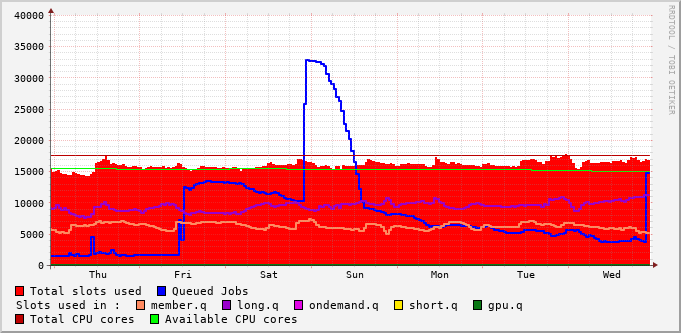 40000
35000
30000
25000
20000
15000
10000
5000
0
Thu Fri Sat Sun Mon Tue Wed
RRDTOOL / TOBI OETIKER
Total slots used Queued Jobs
Slots used in : member.q long.q ondemand.q short.q gpu.q
Total CPU cores Available CPU cores